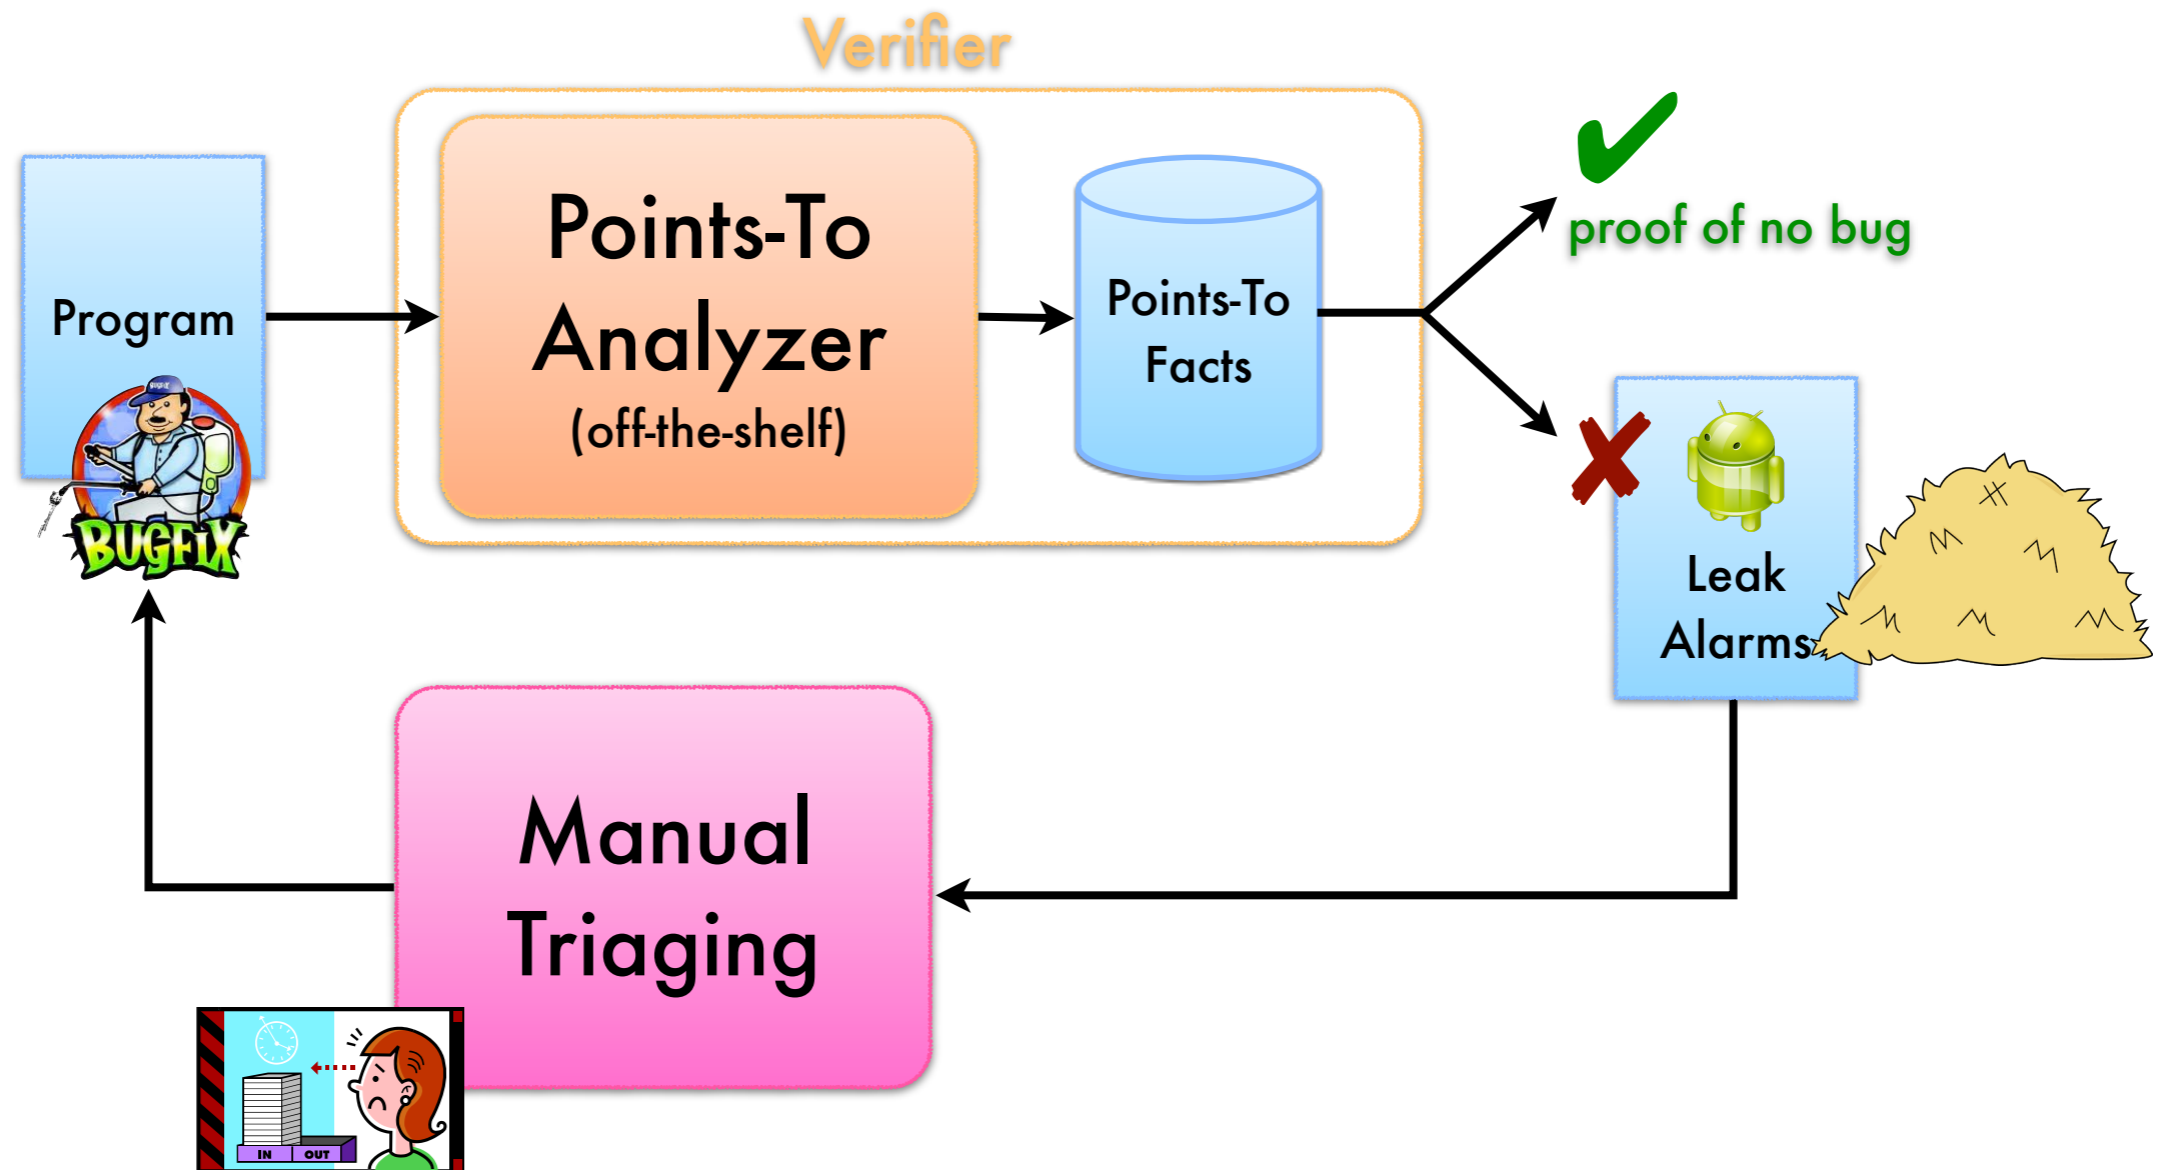 Verifier
Program
BUGFIX
BUGFIX
Points-To
Analyzer
(off-the-shelf)
Points-To
Facts
proof of no bug
Leak
Alarms
Manual
Triaging
IN
OUT